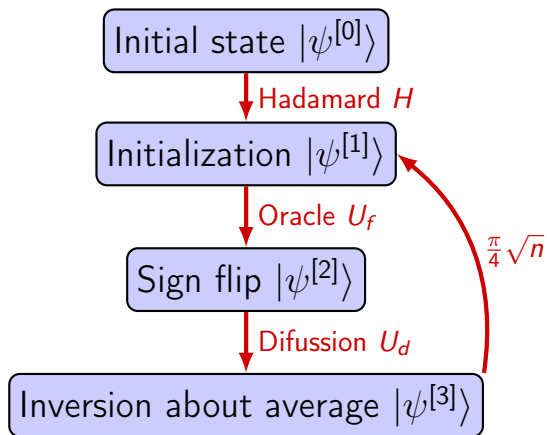 Initial state |ψ^[0]⟩
Hadamard H
Initialization |ψ^[1]⟩
Oracle U_f
π/4 √n
Sign flip |ψ^[2]⟩
Difussion U_d
Inversion about average |ψ^[3]⟩